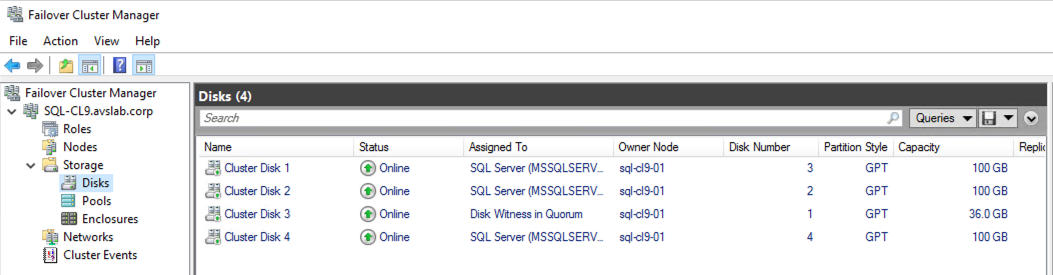 Failover Cluster Manager
File Action View Help
Failover Cluster Manager
SQL-CL9.avslab.corp
Roles
Nodes
Storage
Disks
Pools
Enclosures
Networks
Cluster Events
Disks (4)
Search Queries
Name Status Assigned To Owner Node Disk Number Partition Style Capacity Replic
Cluster Disk 1 Online SQL Server (MSSQLSERV... sql-cl9-01 3 GPT 100 GB
Cluster Disk 2 Online SQL Server (MSSQLSERV... sql-cl9-01 2 GPT 100 GB
Cluster Disk 3 Online Disk Witness in Quorum sql-cl9-01 1 GPT 36.0 GB
Cluster Disk 4 Online SQL Server (MSSQLSERV... sql-cl9-01 4 GPT 100 GB